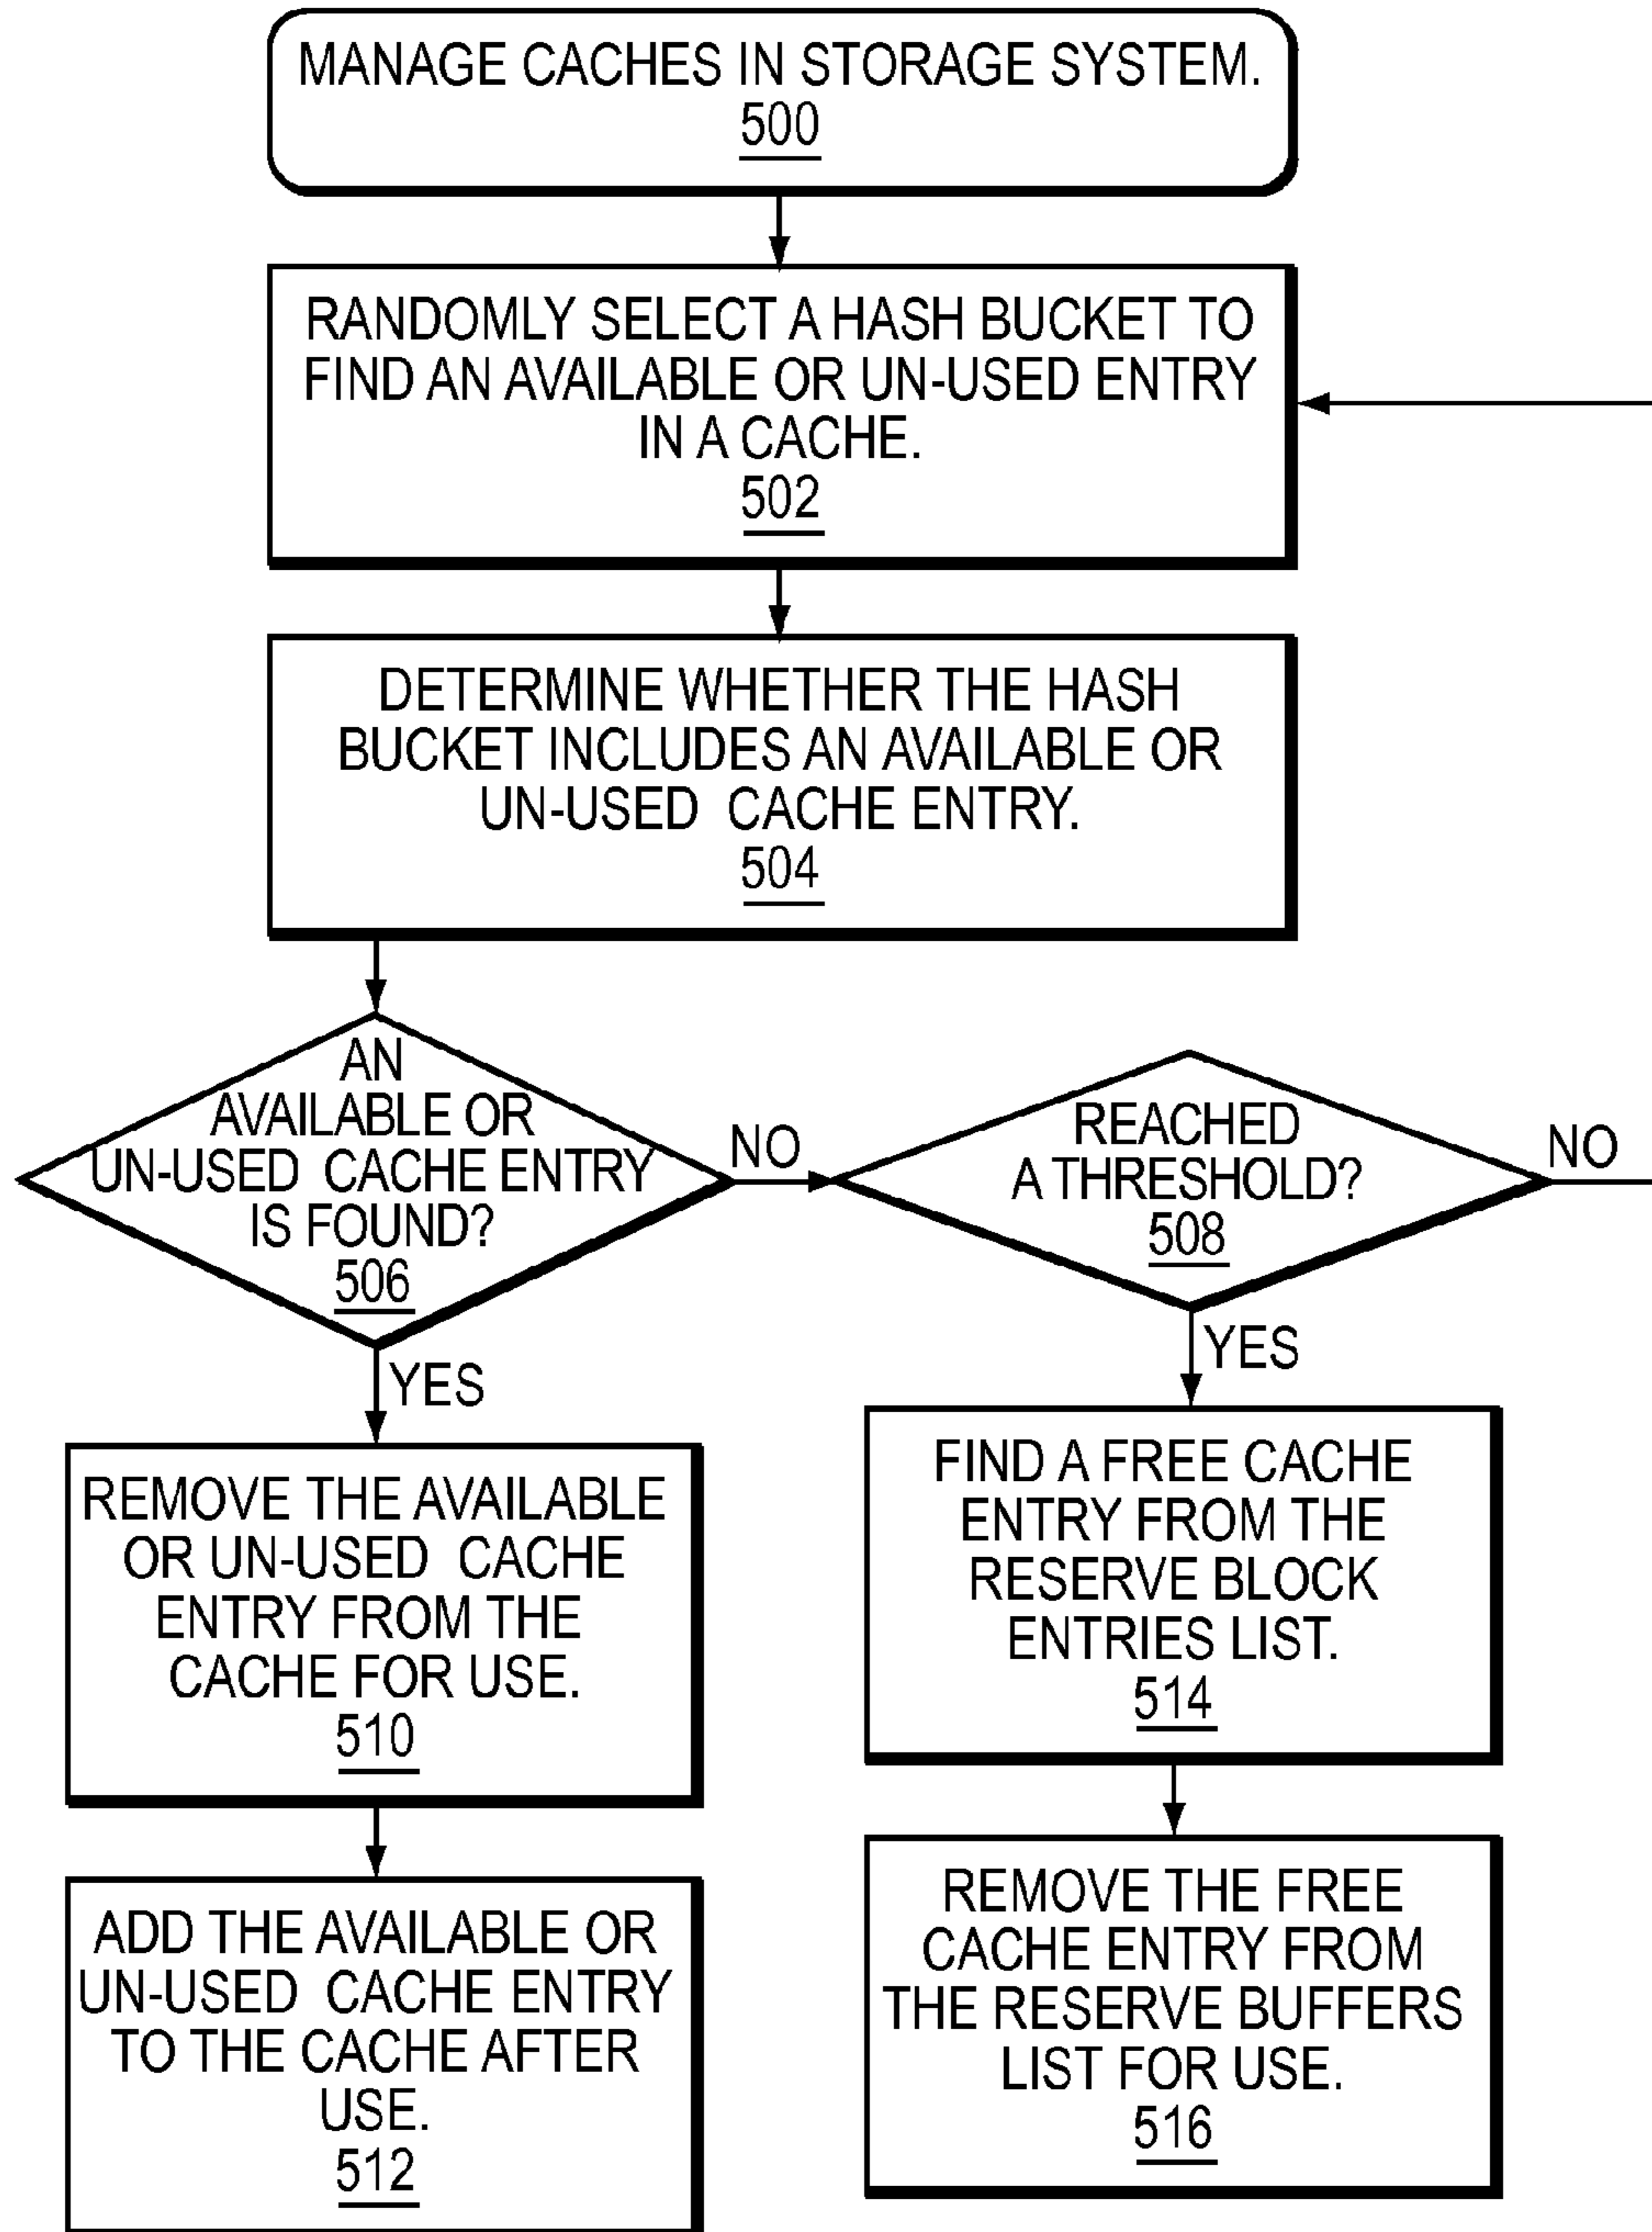 MANAGE CACHES IN STORAGE SYSTEM.
500
RANDOMLY SELECT A HASH BUCKET TO
FIND AN AVAILABLE OR UN-USED ENTRY
IN A CACHE.
502
DETERMINE WHETHER THE HASH
BUCKET INCLUDES AN AVAILABLE OR
UN-USED CACHE ENTRY.
504
AN
AVAILABLE OR
UN-USED CACHE ENTRY
IS FOUND?
506
NO
REACHED
A THRESHOLD?
508
NO
YES
YES
REMOVE THE AVAILABLE
OR UN-USED CACHE
ENTRY FROM THE
CACHE FOR USE.
510
FIND A FREE CACHE
ENTRY FROM THE
RESERVE BLOCK
ENTRIES LIST.
514
ADD THE AVAILABLE OR
UN-USED CACHE ENTRY
TO THE CACHE AFTER
USE.
512
REMOVE THE FREE
CACHE ENTRY FROM
THE RESERVE BUFFERS
LIST FOR USE.
516